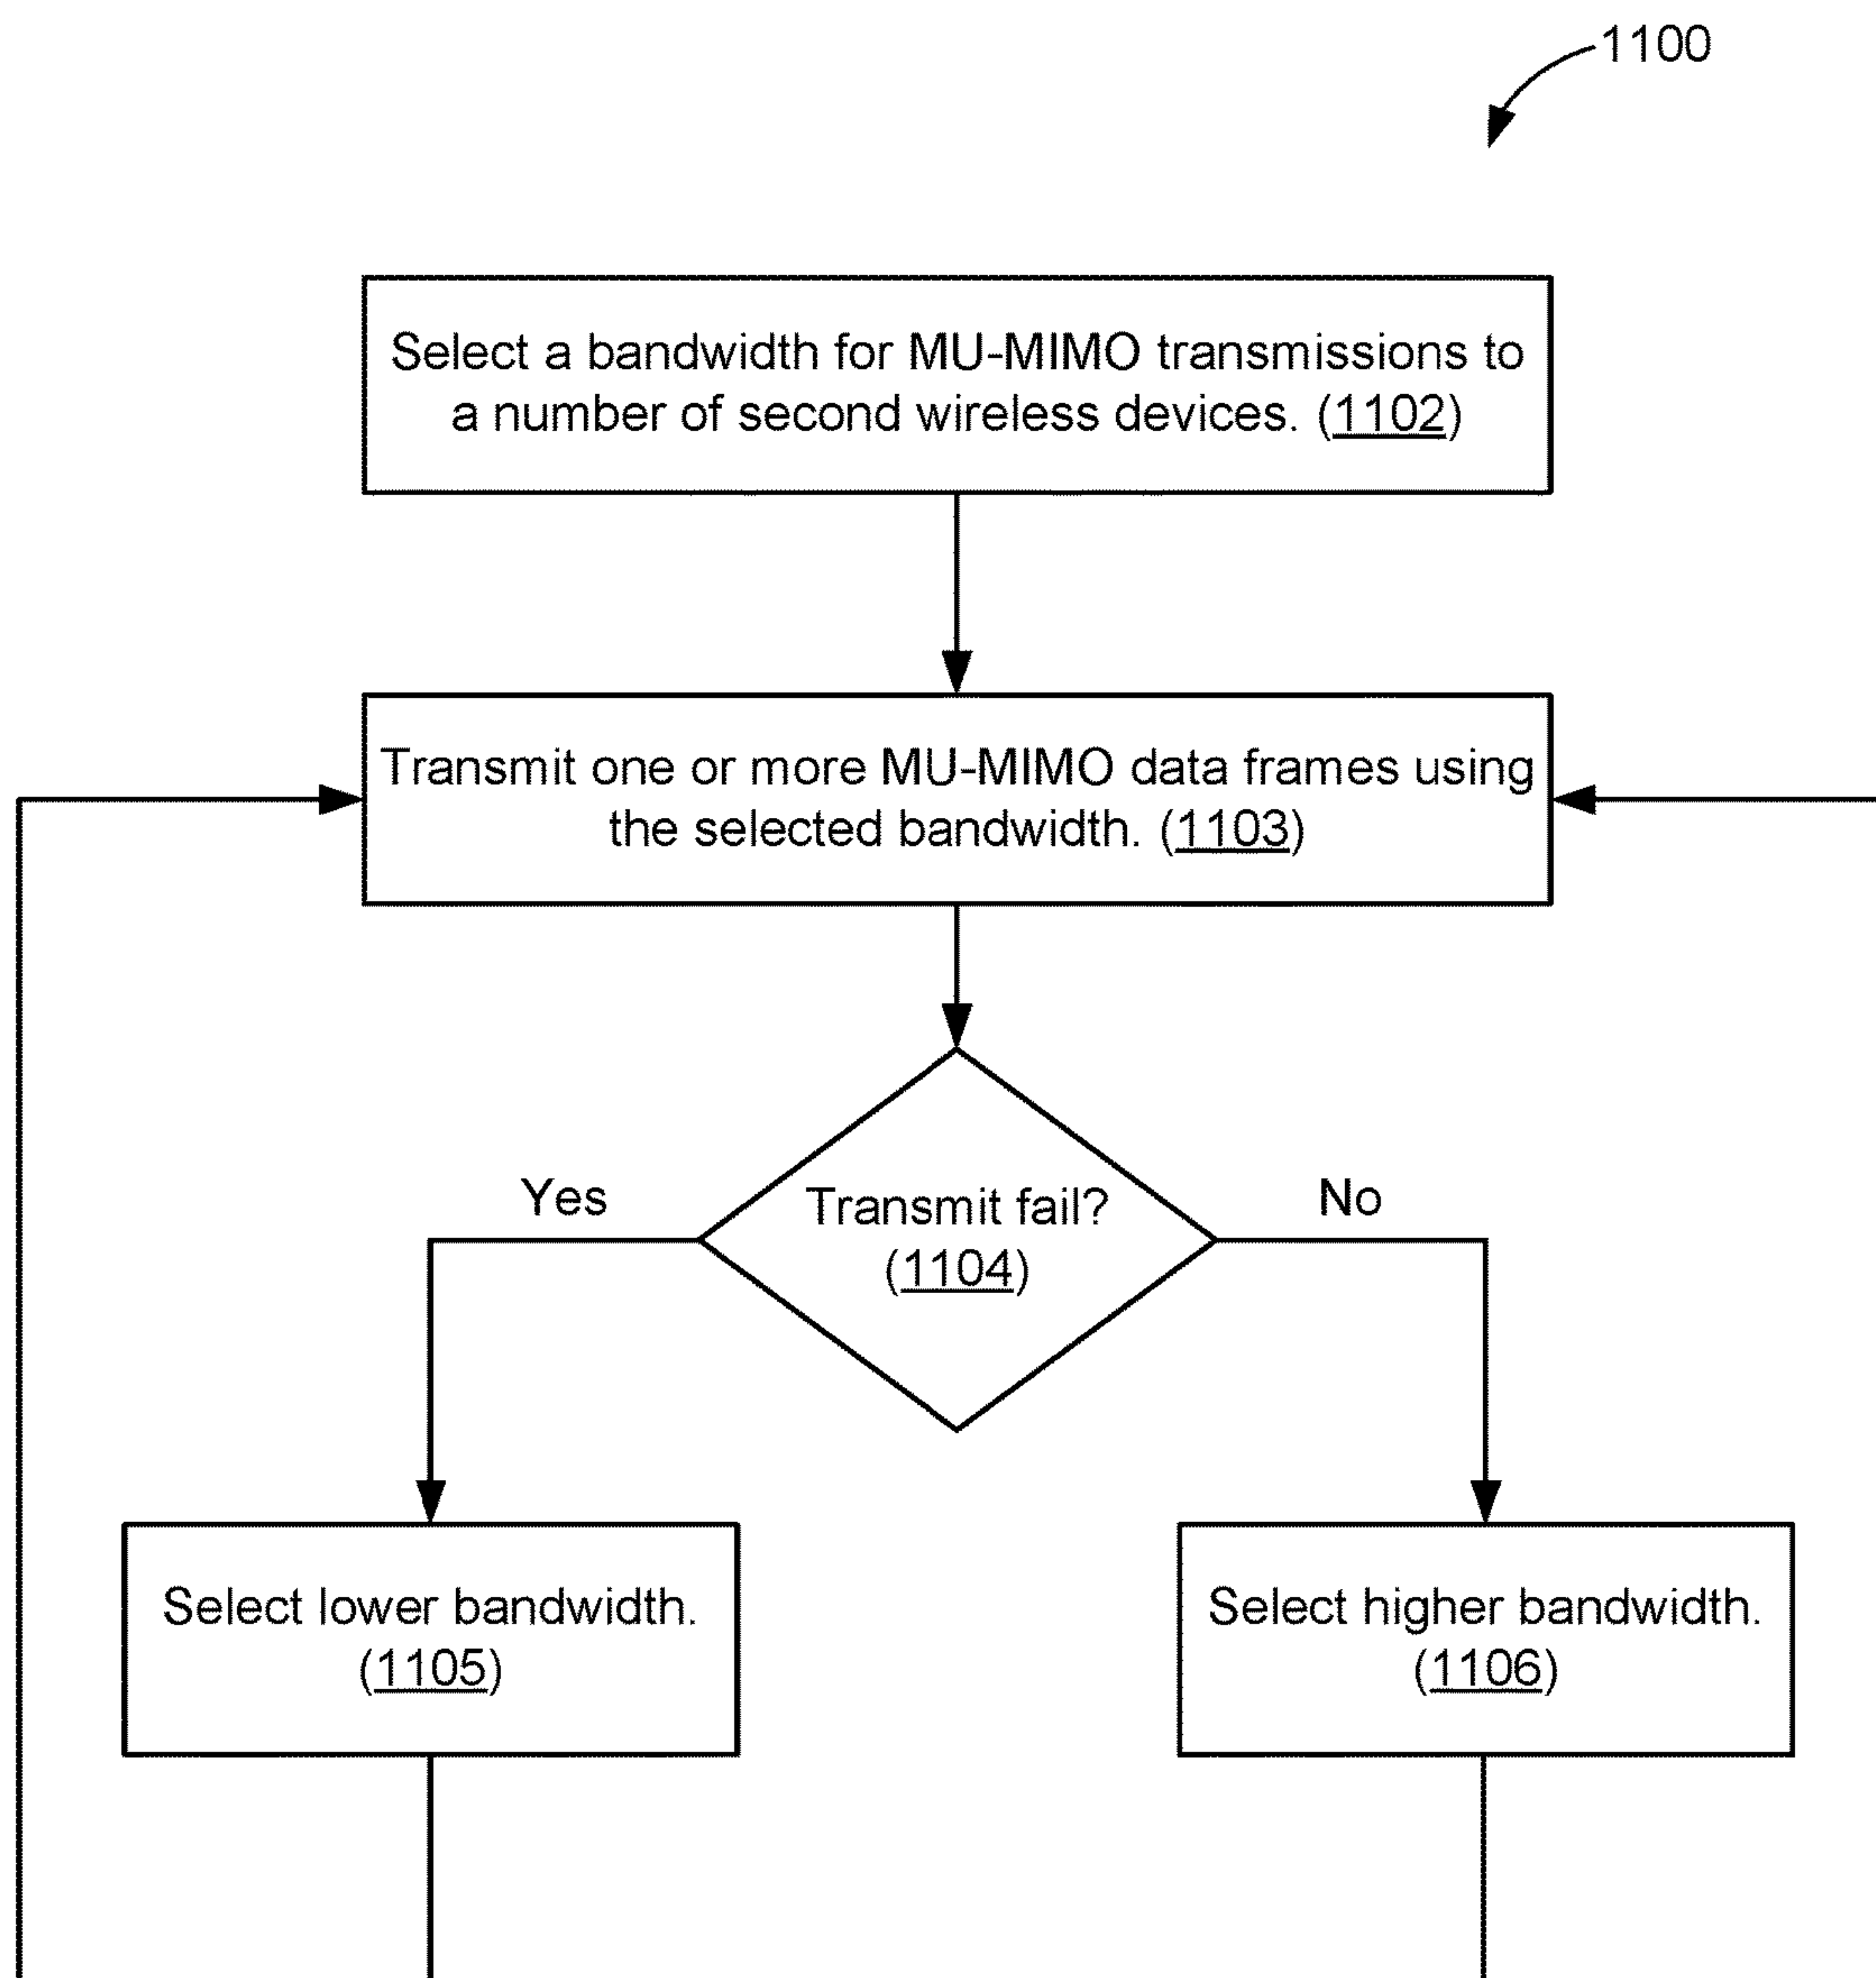 1100
Select a bandwidth for MU-MIMO transmissions to
a number of second wireless devices. (1102)
Transmit one or more MU-MIMO data frames using
the selected bandwidth. (1103)
Yes
Transmit fail?
(1104)
No
Select lower bandwidth.
(1105)
Select higher bandwidth.
(1106)